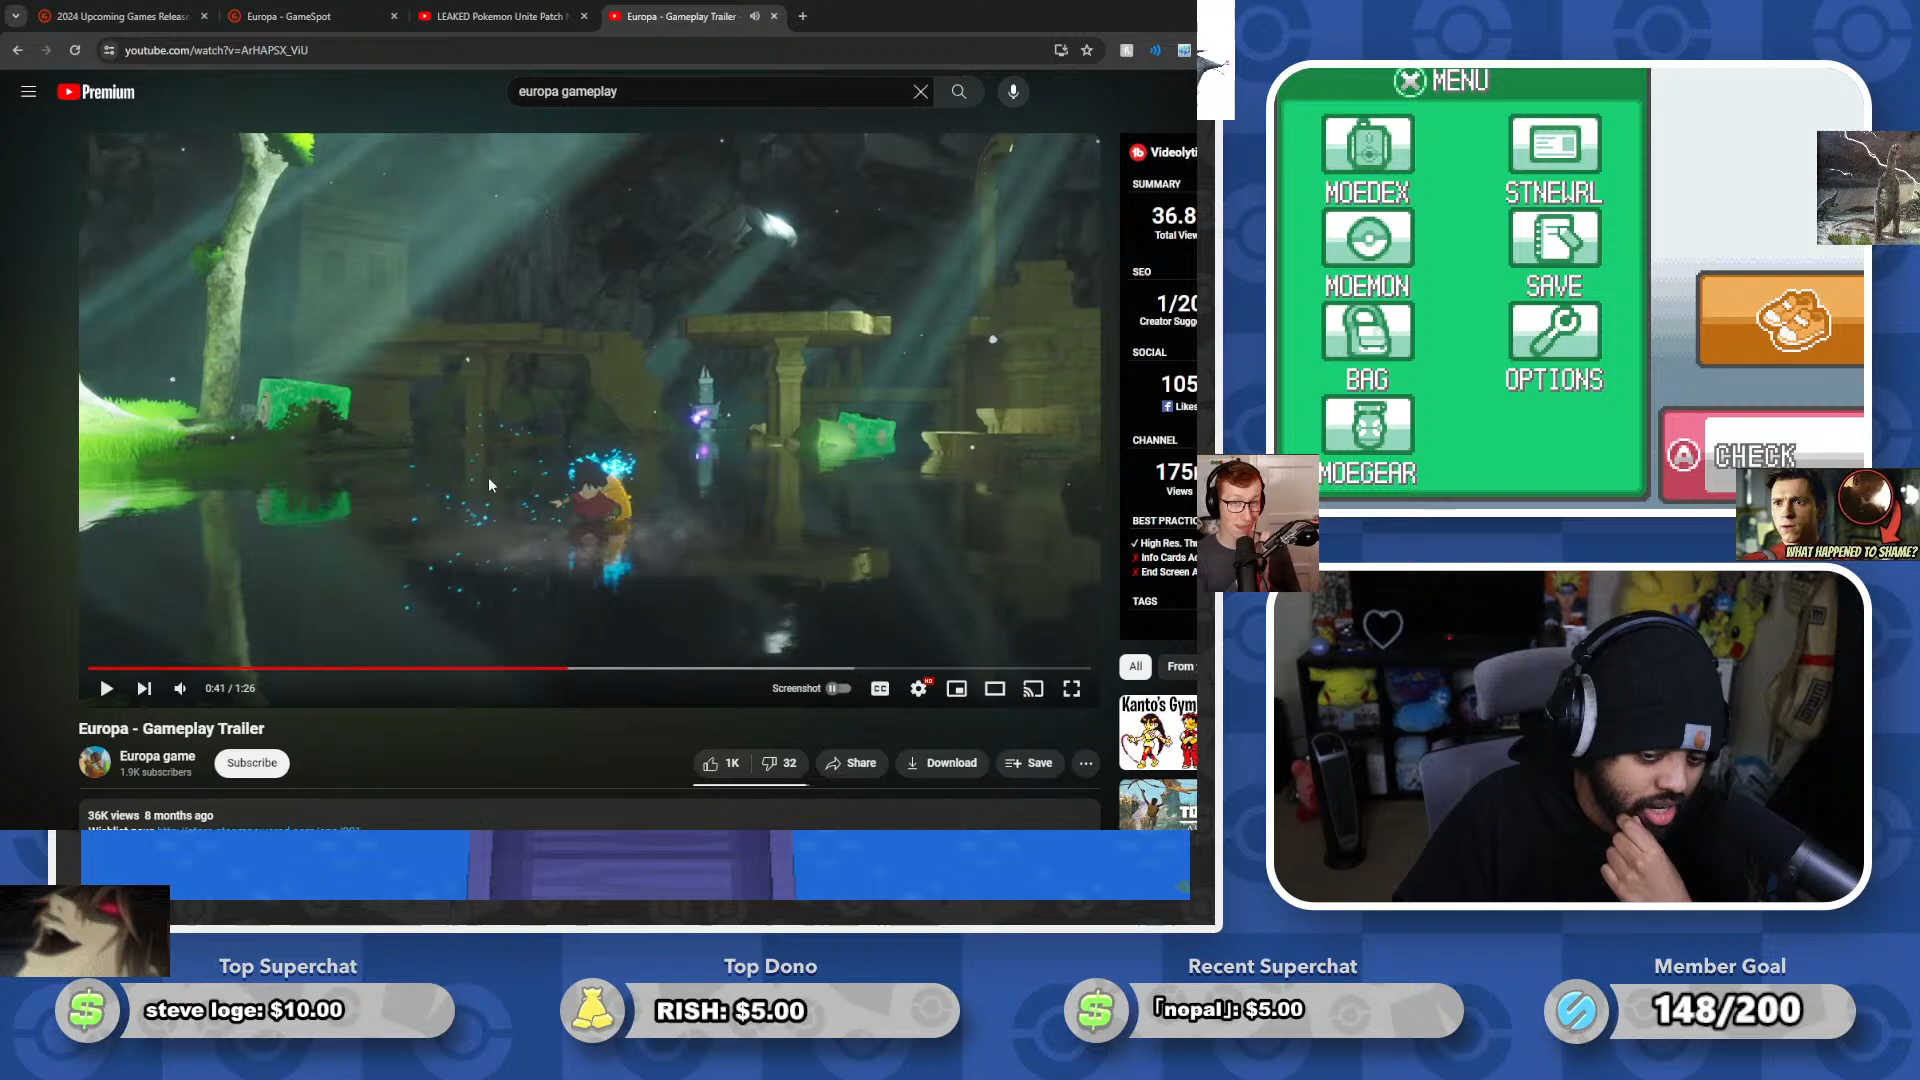 2024 Upcoming Games Release
Europa - GameSpot
LEAKED Pokemon Unite Patch
Europa - Gameplay Trailer
youtube.com/watch?v=ArHAPSX_ViU
Premium
europa gameplay
Videolyti
SUMMARY
36.8
Total View
SEO
1/20
Creator Sugg
SOCIAL
105
Likes
CHANNEL
175
Views
BEST PRACTIC
✓ High Res. Th
✗ Info Cards A
✗ End Screen A
TAGS
All
From
0:41 / 1:26
Screenshot
CC
HD
Europa - Gameplay Trailer
Europa game
1.9K subscribers
Subscribe
1K
32
Share
Download
Save
36K views 8 months ago
Kanto's Gym
MENU
MOEDEX
STNEWRL
MOEMON
SAVE
BAG
OPTIONS
MOEGEAR
A CHECK
WHAT HAPPENED TO SHAME?
Top Superchat
steve loge: $10.00
Top Dono
RISH: $5.00
Recent Superchat
「nopal」: $5.00
Member Goal
148/200